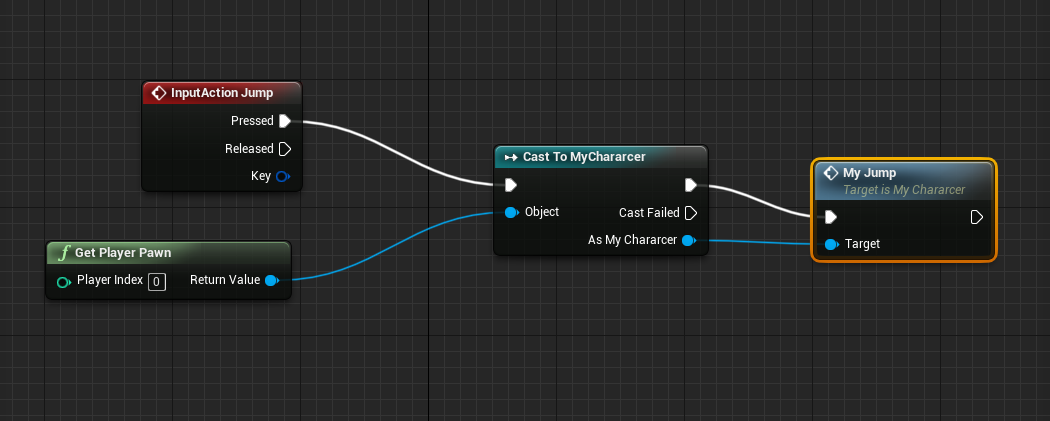 InputAction Jump
Pressed
Released
Key
Get Player Pawn
Player Index 0 Return Value
Cast To MyChararcer
Object Cast Failed
As My Chararcer
My Jump
Target is My Chararcer
Target